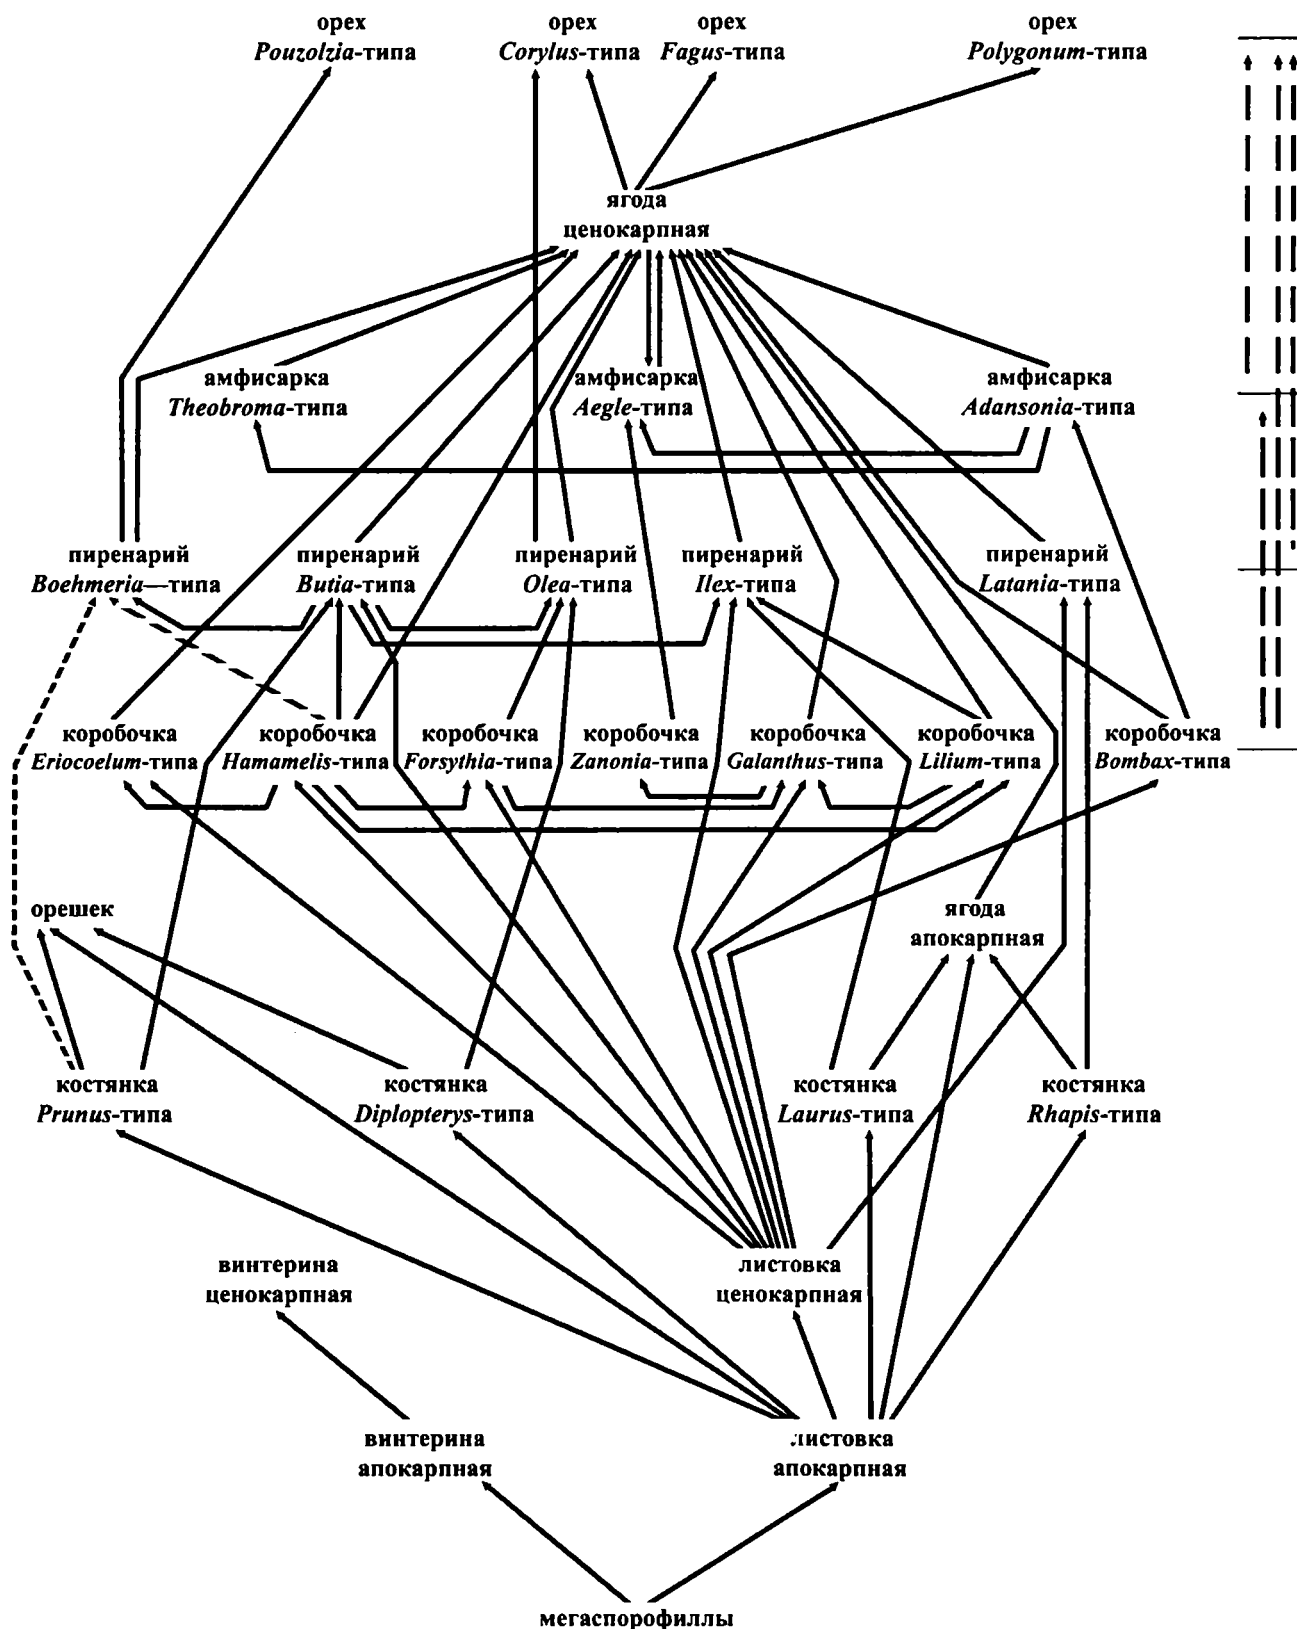 орех
Pouzolzia-типа
орех
Corylus-типа
орех
Fagus-типа
орех
Polygonum-типа
ягода
ценокарпная
амфисарка
Theobroma-типа
амфисарка
Aegle-типа
амфисарка
Adansonia-типа
пиренарий
Boehmeria—типа
пиренарий
Butia-типа
пиренарий
Olea-типа
пиренарий
Ilex-типа
пиренарий
Latania-типа
коробочка
Eriocoelum-типа
коробочка
Hamamelis-типа
коробочка
Forsythia-типа
коробочка
Zanonia-типа
коробочка
Galanthus-типа
коробочка
Lilium-типа
коробочка
Bombax-типа
орешек
ягода
апокарпная
костянка
Prunus-типа
костянка
Diplopterys-типа
костянка
Laurus-типа
костянка
Rhapis-типа
винтерина
ценокарпная
листовка
ценокарпная
винтерина
апокарпная
листовка
апокарпная
мегаспорофиллы